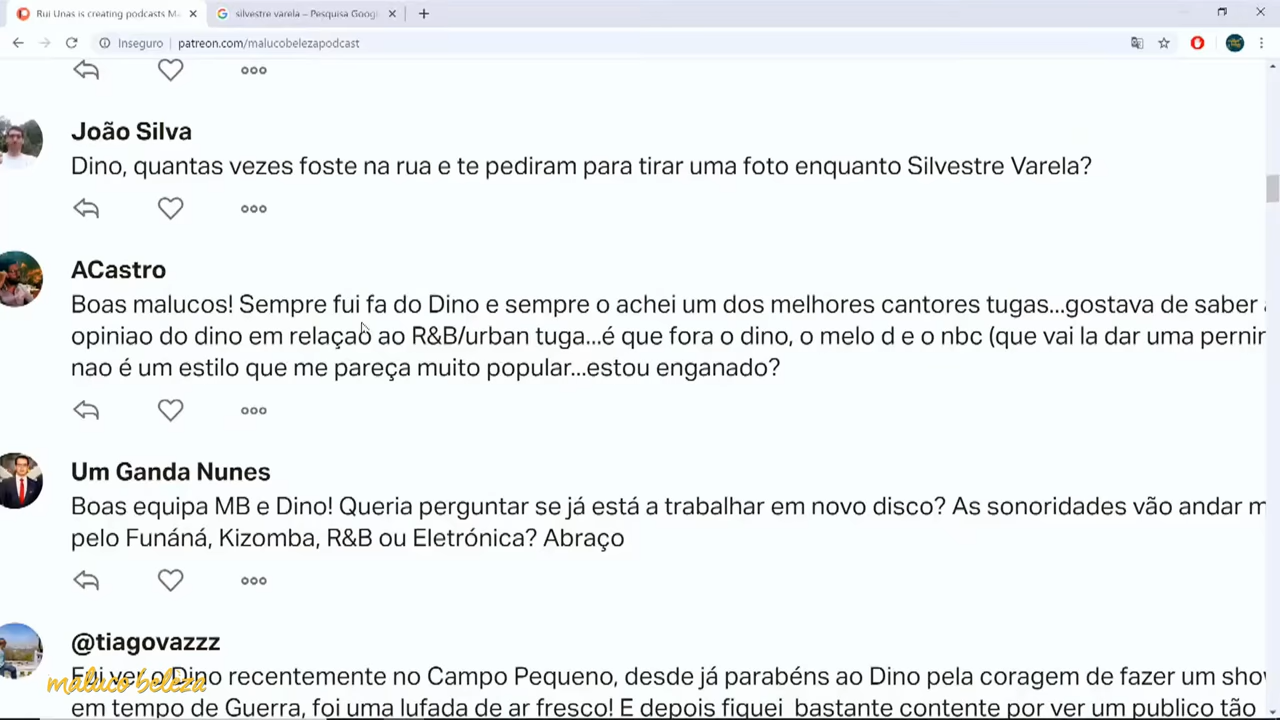 Rui Unas is creating podcasts M
silvestre varela – Pesquisa Goog
Inseguro
patreon.com/malucobelezapodcast
João Silva
Dino, quantas vezes foste na rua e te pediram para tirar uma foto enquanto Silvestre Varela?
ACastro
Boas malucos! Sempre fui fa do Dino e sempre o achei um dos melhores cantores tugas...gostava de saber
opiniao do dino em relaçao ao R&B/urban tuga...é que fora o dino, o melo d e o nbc (que vai la dar uma pernir
nao é um estilo que me pareça muito popular...estou enganado?
Um Ganda Nunes
Boas equipa MB e Dino! Queria perguntar se já está a trabalhar em novo disco? As sonoridades vão andar m
pelo Funáná, Kizomba, R&B ou Eletrónica? Abraço
@tiagovazzz
Fui ver o Dino recentemente no Campo Pequeno, desde já parabéns ao Dino pela coragem de fazer um sho
maluco beleza
em tempo de Guerra, foi uma lufada de ar fresco! E depois fiquei bastante contente por ver um publico tão